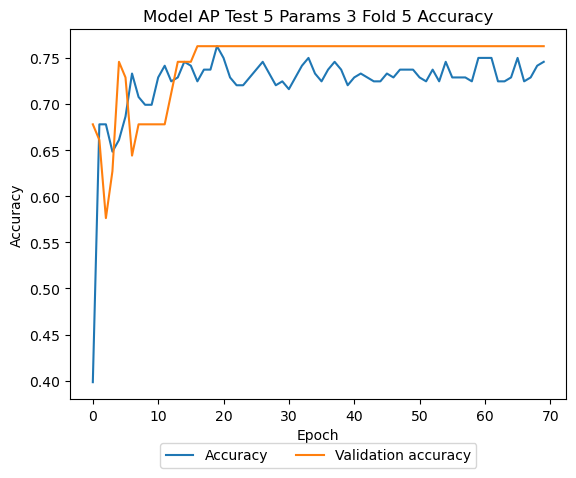 Model AP Test 5 Params 3 Fold 5 Accuracy
Accuracy
0.75
0.70
0.65
0.60
0.55
0.50
0.45
0.40
0 10 20 30 40 50 60 70
Epoch
Accuracy Validation accuracy